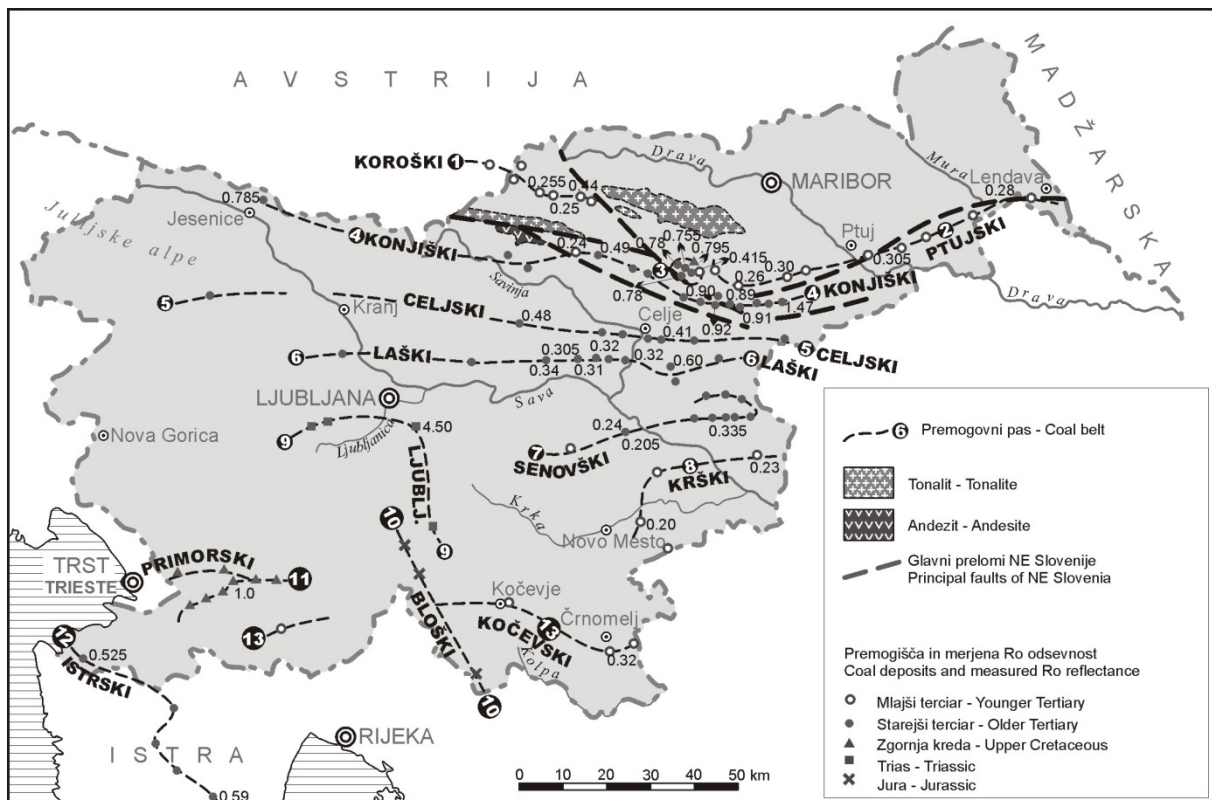 A V S T R I J A
M A D Ž A R S K A
KOROŠKI 1
Drava
Mura
Lendava
MARIBOR
0.28
0.255
0.44
0.25
0.785
Jesenice
Julijske alpe
4 KONJIŠKI
0.24
0.49
0.78
0.755
0.795
0.415
Ptuj
2
PTUJSKI
0.305
0.30
0.26
3
0.78
0.90
0.89
4
KONJIŠKI
1.47
0.91
0.92
Drava
Savinja
5
Kranj
CELJSKI
0.48
Celje
0.41
0.32
5 CELJSKI
6
LAŠKI
0.305
0.34
0.31
0.32
0.60
6
LAŠKI
LJUBLJANA
Sava
Nova Gorica
9
Ljubljanica
4.50
LJUBLJ.
9
0.24
0.205
0.335
7
SENOVŠKI
8
KRŠKI
0.23
0.20
Krka
Novo Mesto
10
BLOŠKI
10
TRST
TRIESTE
PRIMORSKI
11
1.0
Kočevje
13
KOČEVSKI
Črnomelj
0.32
Kolpa
13
12
0.525
ISTRSKI
I S T R A
0.59
RIJEKA
0 10 20 30 40 50 km
6 Premogovni pas - Coal belt
Tonalit - Tonalite
Andezit - Andesite
Glavni prelomi NE Slovenije
Principal faults of NE Slovenia
Premogišča in merjena Ro odsevnost
Coal deposits and measured Ro reflectance
Mlajši terciar - Younger Tertiary
Starejši terciar - Older Tertiary
Zgornja kreda - Upper Cretaceous
Trias - Triassic
Jura - Jurassic